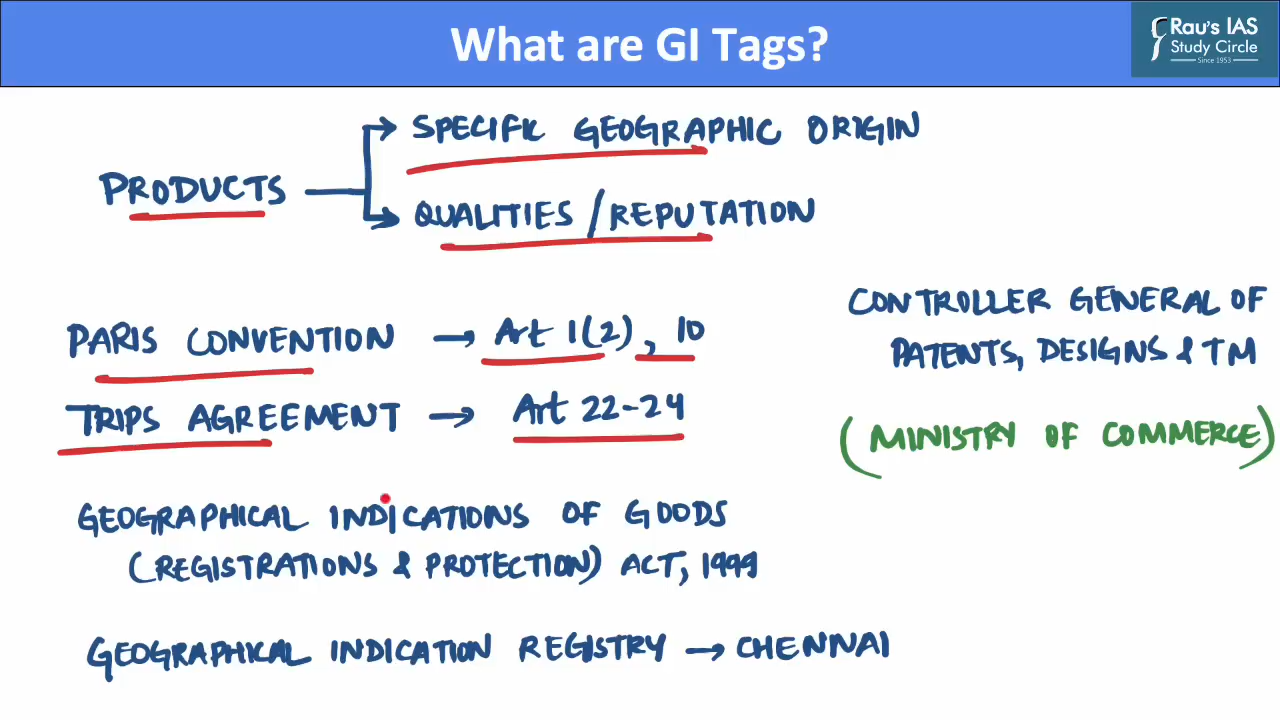 What are GI Tags?
Rau's IAS
Study Circle
Since 1953
SPECIFIC GEOGRAPHIC ORIGIN
PRODUCTS
QUALITIES / REPUTATION
PARIS CONVENTION → Art 1(2), 10
TRIPS AGREEMENT → Art 22-24
CONTROLLER GENERAL OF
PATENTS, DESIGNS & TM
(MINISTRY OF COMMERCE)
GEOGRAPHICAL INDICATIONS OF GOODS
(REGISTRATIONS & PROTECTION) ACT, 1999
GEOGRAPHICAL INDICATION REGISTRY → CHENNAI